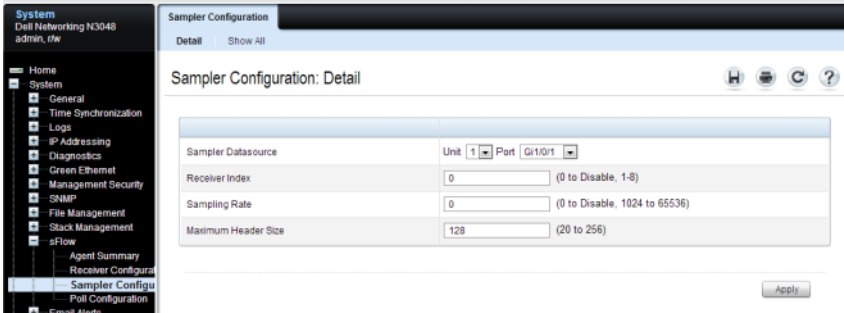 System
Dell Networking N3048
admin, r/w
Home
System
General
Time Synchronization
Logs
IP Addressing
Diagnostics
Green Ethernet
Management Security
SNMP
File Management
Stack Management
sFlow
Agent Summary
Receiver Configurat
Sampler Configu
Poll Configuration
Email Alerts
Sampler Configuration
Detail Show All
Sampler Configuration: Detail
Sampler Datasource Unit 1 Port Gi1/0/1
Receiver Index 0 (0 to Disable, 1-8)
Sampling Rate 0 (0 to Disable, 1024 to 65536)
Maximum Header Size 128 (20 to 256)
Apply